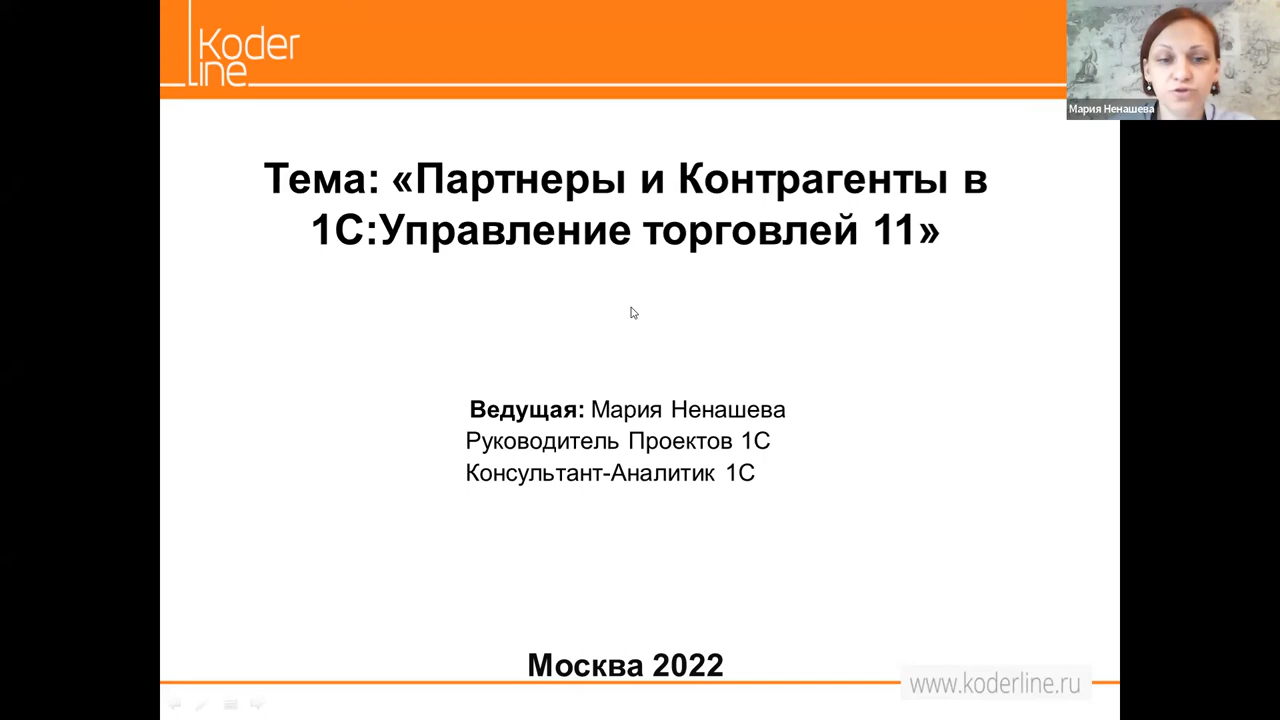 Koder
line
Мария Ненашева
Тема: «Партнеры и Контрагенты в
1С:Управление торговлей 11»
Ведущая: Мария Ненашева
Руководитель Проектов 1С
Консультант-Аналитик 1С
Москва 2022
www.koderline.ru